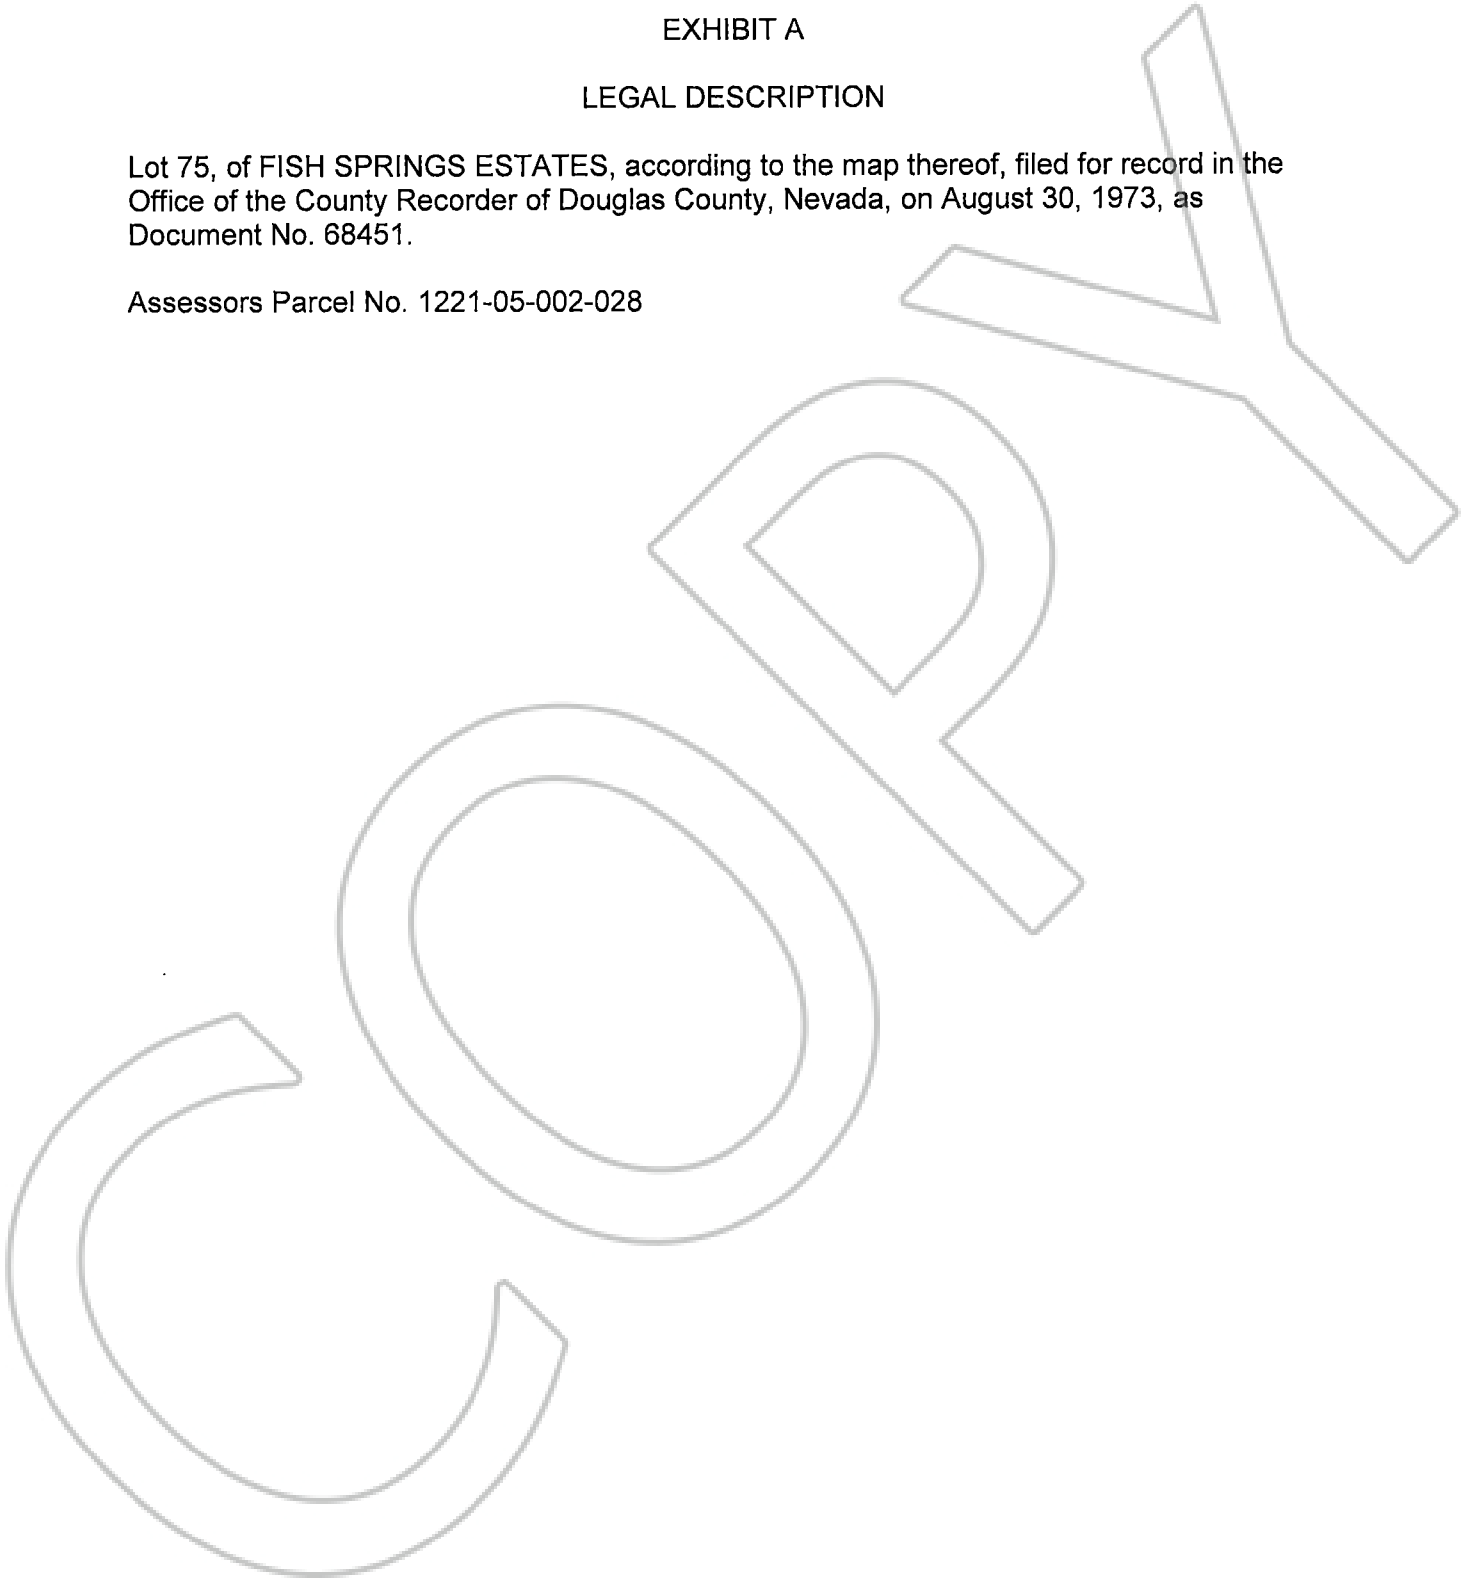 EXHIBIT A
LEGAL DESCRIPTION
Lot 75, of FISH SPRINGS ESTATES, according to the map thereof, filed for record in the
Office of the County Recorder of Douglas County, Nevada, on August 30, 1973, as
Document No. 68451.
Assessors Parcel No. 1221-05-002-028
COPY